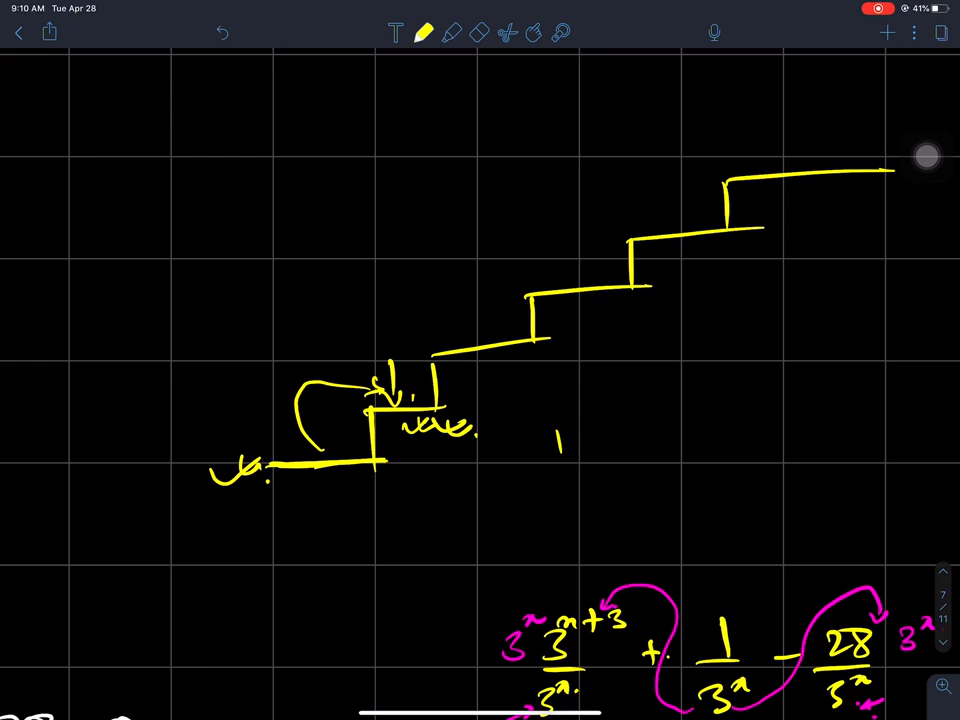 9:10 AM Tue Apr 28
41%
T
7
/
11
3^x 3^{x+3}/3^x + 1/3^x - 28/3^x 3^x